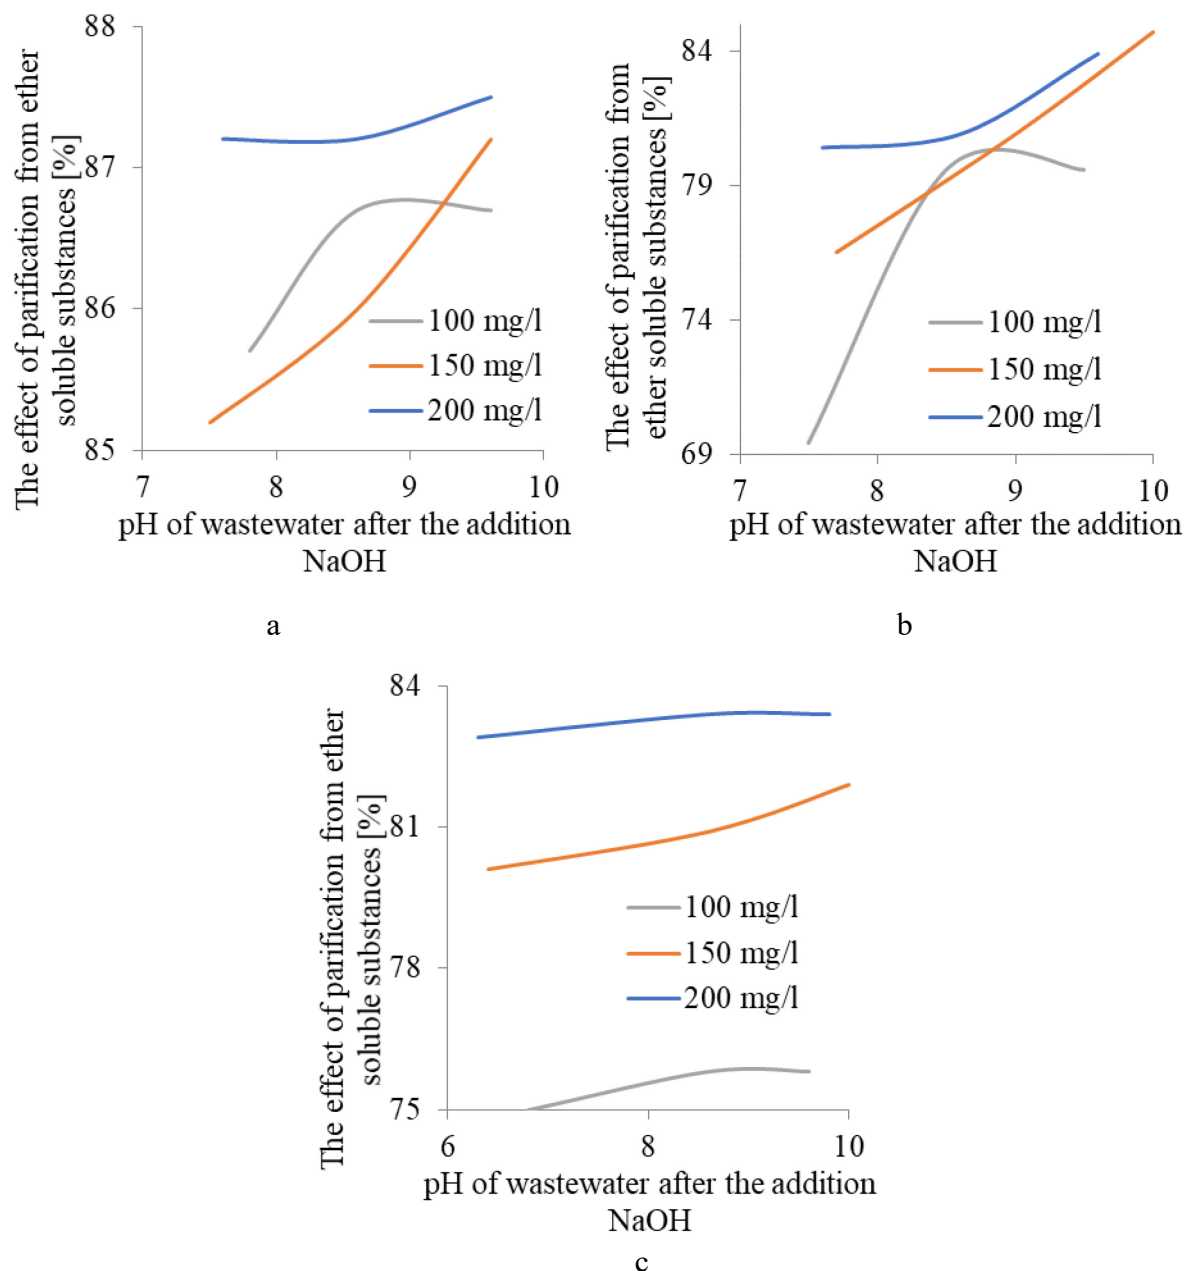 The effect of parification from ether
soluble substances [%]
88
87
86
85
7 8 9 10
100 mg/l
150 mg/l
200 mg/l
pH of wastewater after the addition
NaOH
a
The effect of parification from
ether soluble substances [%]
84
79
74
69
7 8 9 10
100 mg/l
150 mg/l
200 mg/l
pH of wastewater after the addition
NaOH
b
The effect of parification from ether
soluble substances [%]
84
81
78
75
6 8 10
100 mg/l
150 mg/l
200 mg/l
pH of wastewater after the addition
NaOH
c